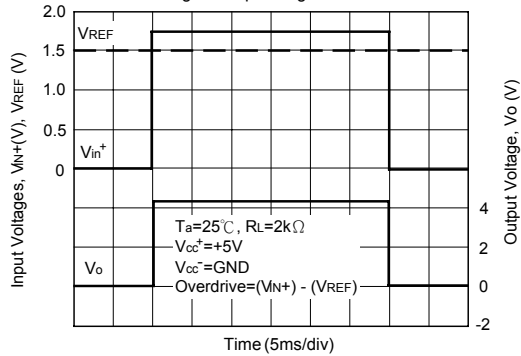 2.0
VREF
1.5
1.0
0.5
Vin+
0
Input Voltages, VIN+(V), VREF (V)
Output Voltage, Vo (V)
4
2
0
-2
Ta=25℃, RL=2kΩ
Vcc+=+5V
Vcc-=GND
Overdrive=(VIN+) - (VREF)
Vo
Time (5ms/div)